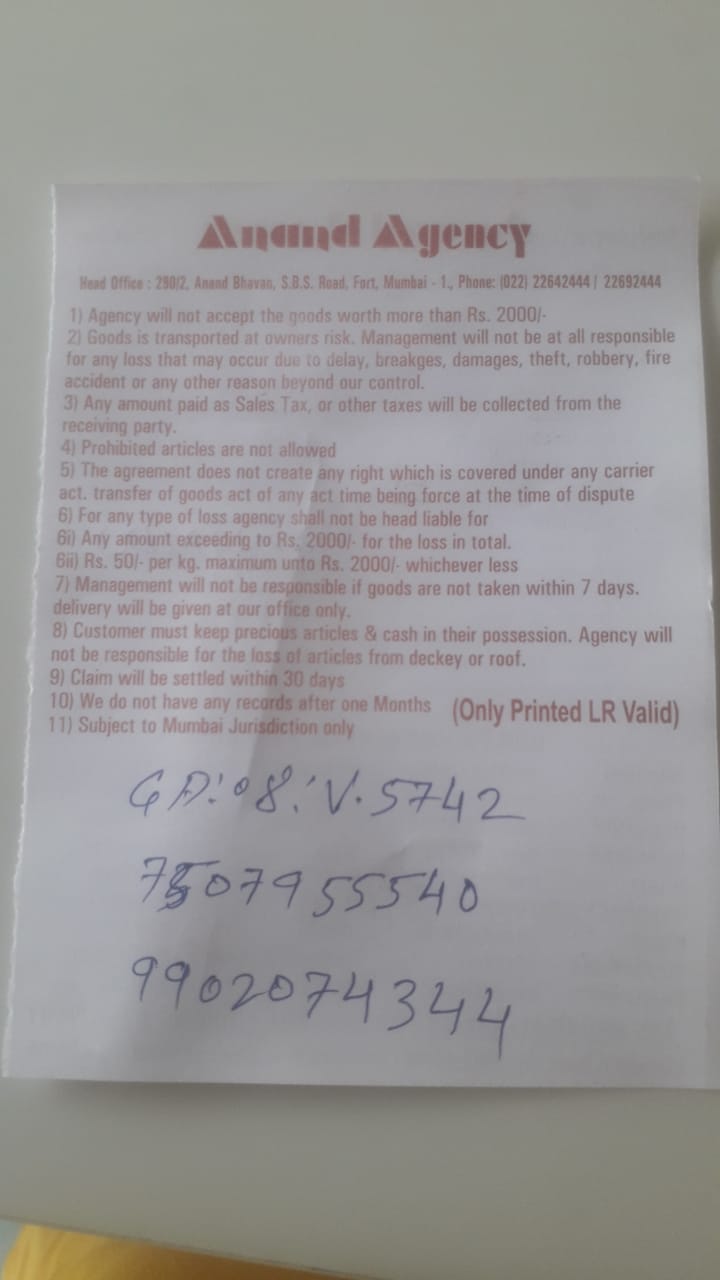 Anand Agency
Head Office : 290/2, Anand Bhavan, S.B.S. Road, Fort, Mumbai - 1., Phone: (022) 22642444 / 22692444
1) Agency will not accept the goods worth more than Rs. 2000/-
2) Goods is transported at owners risk. Management will not be at all responsible
for any loss that may occur due to delay, breakges, damages, theft, robbery, fire
accident or any other reason beyond our control.
3) Any amount paid as Sales Tax, or other taxes will be collected from the
receiving party.
4) Prohibited articles are not allowed
5) The agreement does not create any right which is covered under any carrier
act. transfer of goods act of any act time being force at the time of dispute
6) For any type of loss agency shall not be head liable for
6i) Any amount exceeding to Rs. 2000/- for the loss in total.
6ii) Rs. 50/- per kg. maximum unto Rs. 2000/- whichever less
7) Management will not be responsible if goods are not taken within 7 days.
delivery will be given at our office only.
8) Customer must keep precious articles & cash in their possession. Agency will
not be responsible for the loss of articles from deckey or roof.
9) Claim will be settled within 30 days
10) We do not have any records after one Months (Only Printed LR Valid)
11) Subject to Mumbai Jurisdiction only
GA:08:V.5742
7507955540
9902074344